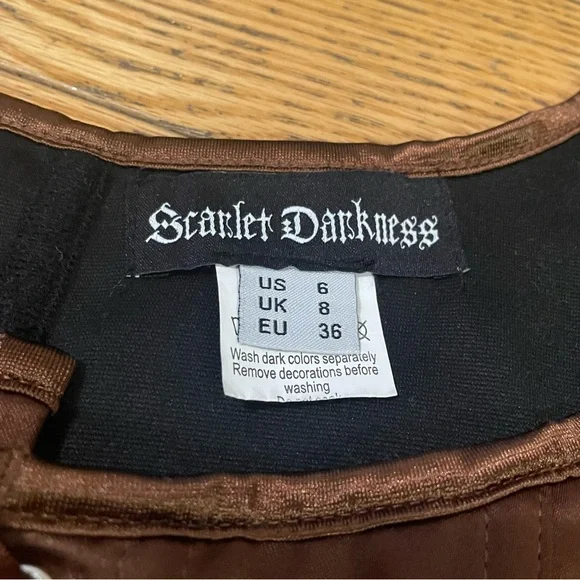 Scarlet Darkness
US 6
UK 8
EU 36
Wash dark colors separately
Remove decorations before
washing